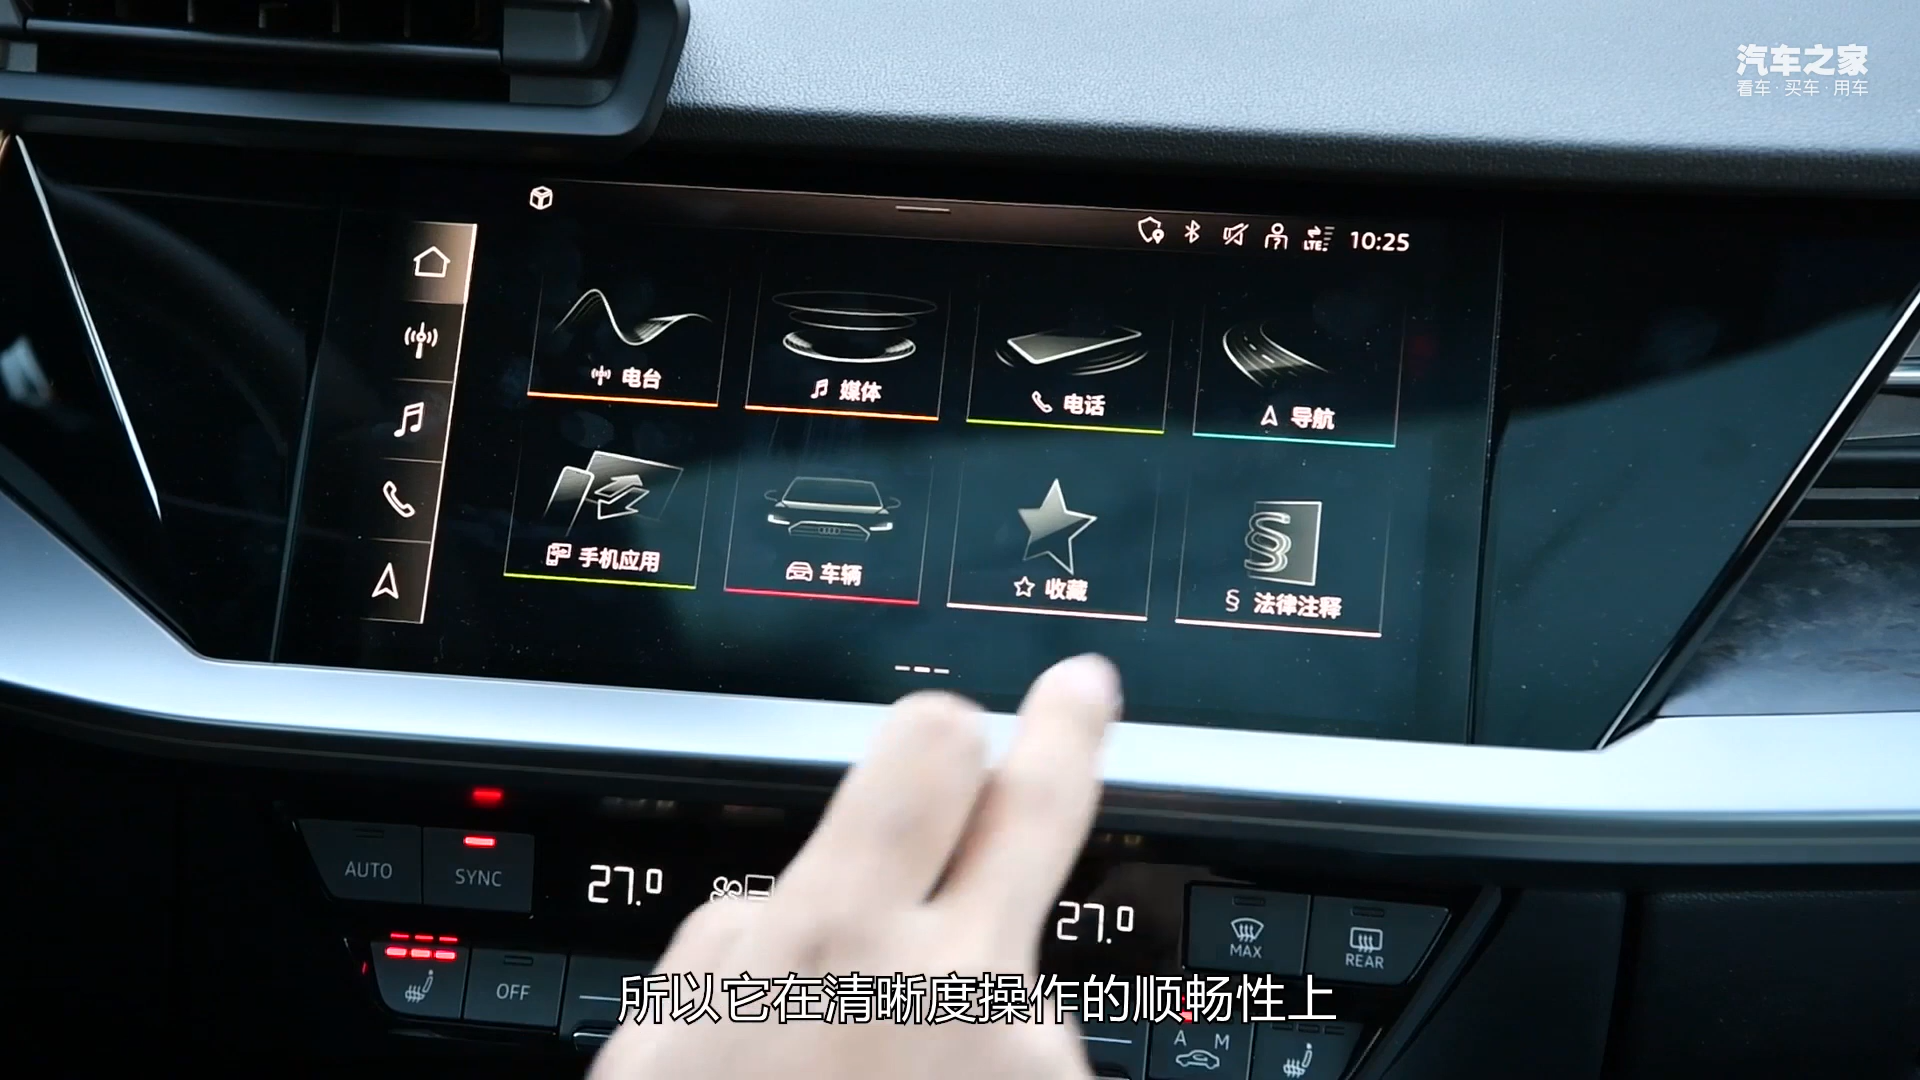 汽车之家
看车·买车·用车
LTE 10:25
电台
媒体
电话
导航
手机应用
车辆
收藏
§ 法律注释
AUTO
SYNC
27.0
27.0
MAX
REAR
OFF
A M
所以它在清晰度操作的顺畅性上